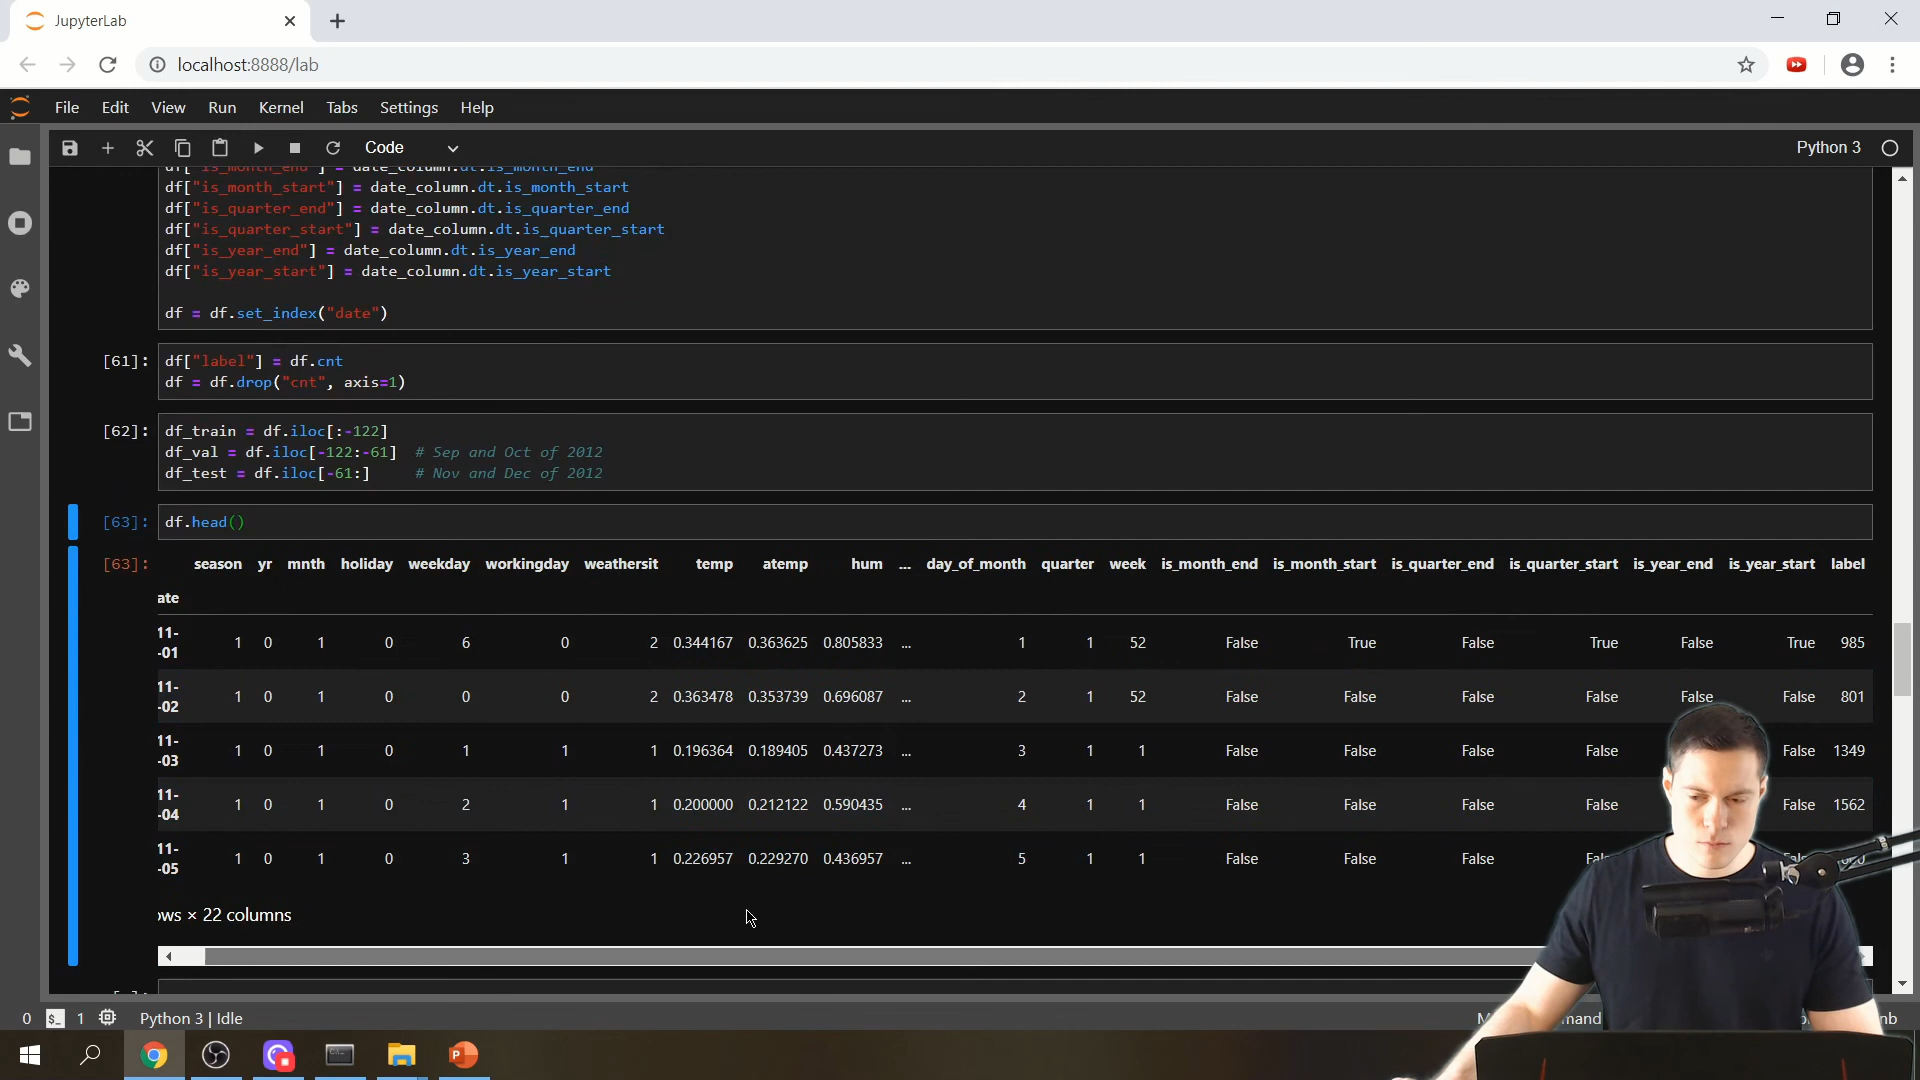 JupyterLab
localhost:8888/lab
File Edit View Run Kernel Tabs Settings Help
Code Python 3
df["is_month_end"] = date_column.dt.is_month_end
df["is_month_start"] = date_column.dt.is_month_start
df["is_quarter_end"] = date_column.dt.is_quarter_end
df["is_quarter_start"] = date_column.dt.is_quarter_start
df["is_year_end"] = date_column.dt.is_year_end
df["is_year_start"] = date_column.dt.is_year_start
df = df.set_index("date")
[61]: df["label"] = df.cnt
df = df.drop("cnt", axis=1)
[62]: df_train = df.iloc[:-122]
df_val = df.iloc[-122:-61] # Sep and Oct of 2012
df_test = df.iloc[-61:] # Nov and Dec of 2012
[63]: df.head()
[63]: season yr mnth holiday weekday workingday weathersit temp atemp hum ... day_of_month quarter week is_month_end is_month_start is_quarter_end is_quarter_start is_year_end is_year_start label
ate
11-
-01 1 0 1 0 6 0 2 0.344167 0.363625 0.805833 ... 1 1 52 False True False True False True 985
11-
-02 1 0 1 0 0 0 2 0.363478 0.353739 0.696087 ... 2 1 52 False False False False False False 801
11-
-03 1 0 1 0 1 1 1 0.196364 0.189405 0.437273 ... 3 1 1 False False False False False 1349
11-
-04 1 0 1 0 2 1 1 0.200000 0.212122 0.590435 ... 4 1 1 False False False False False 1562
11-
-05 1 0 1 0 3 1 1 0.226957 0.229270 0.436957 ... 5 1 1 False False False
ows × 22 columns
0 1 Python 3 | Idle